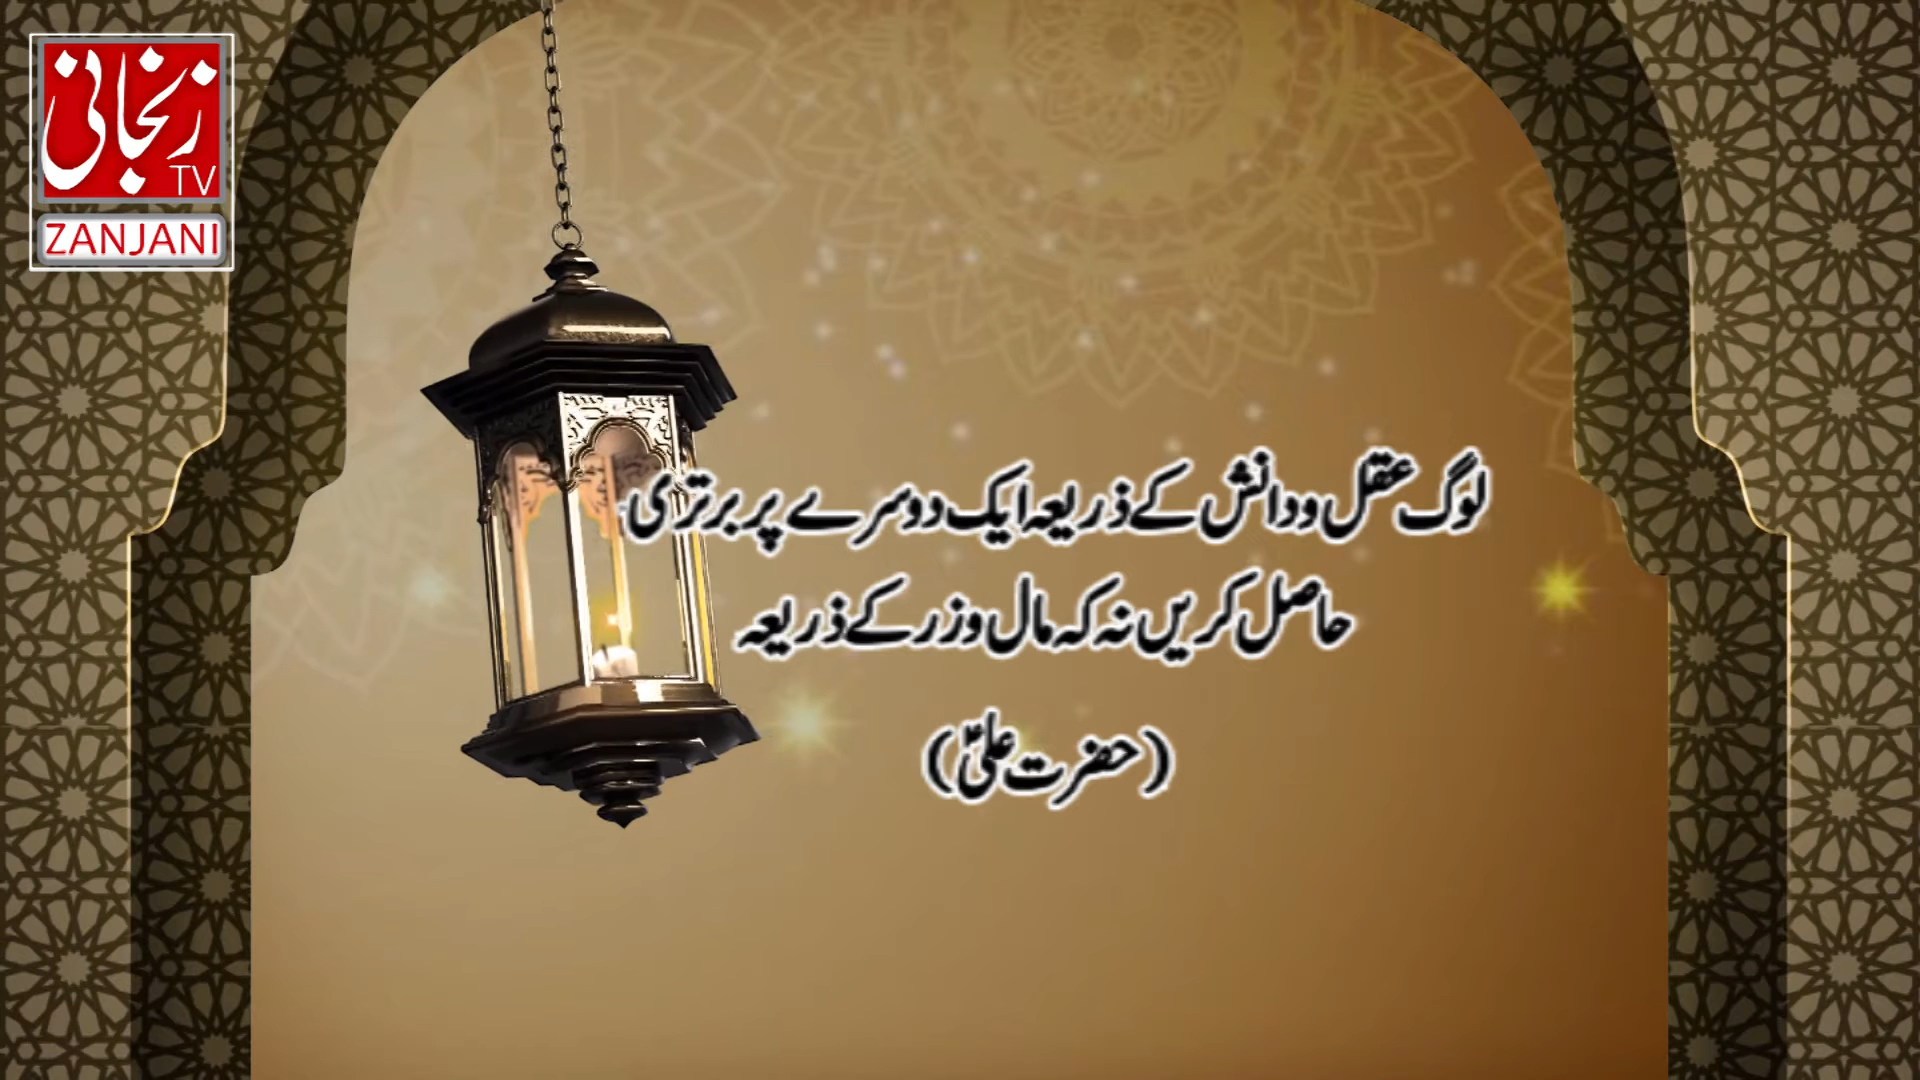 زنجانی
TV
ZANJANI
لوگ عقل و دانش کے ذریعہ ایک دوسرے پر برتری
حاصل کریں نہ کہ مال و زر کے ذریعہ
(حضرت علیؑ)